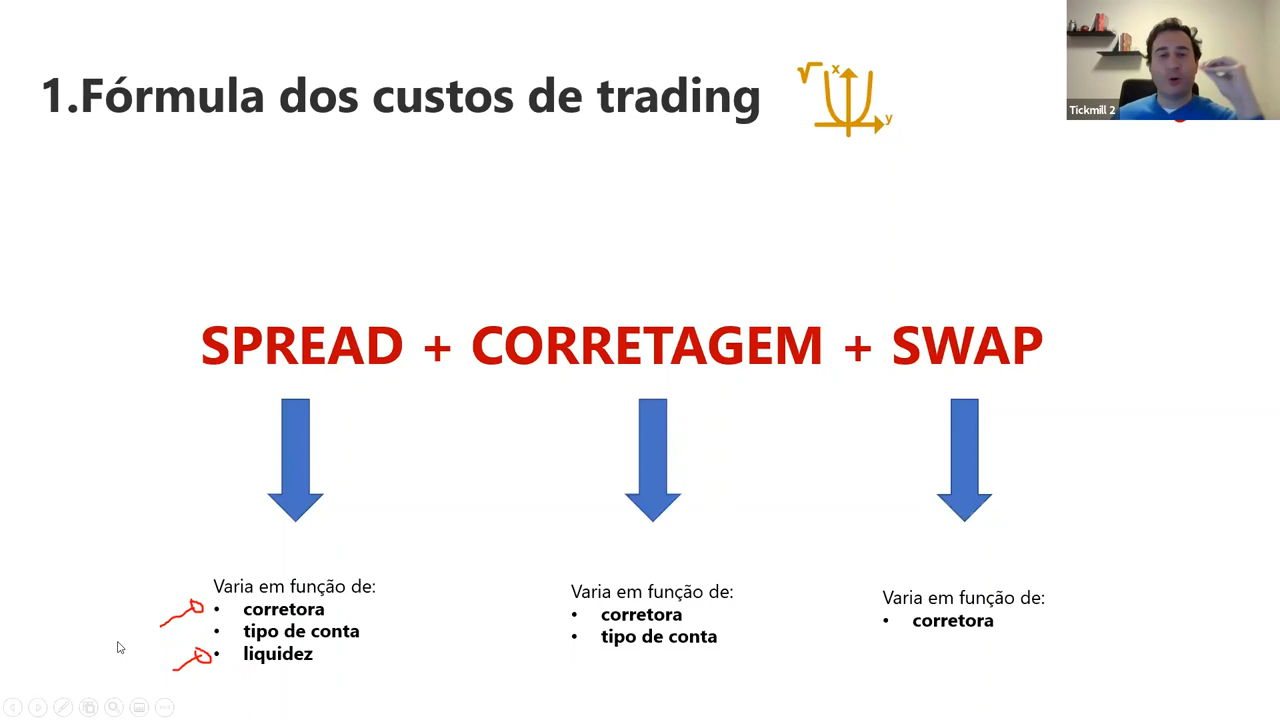 1.Fórmula dos custos de trading
√ x y
Tickmill 2
SPREAD + CORRETAGEM + SWAP
Varia em função de:
• corretora
• tipo de conta
• liquidez
Varia em função de:
• corretora
• tipo de conta
Varia em função de:
• corretora